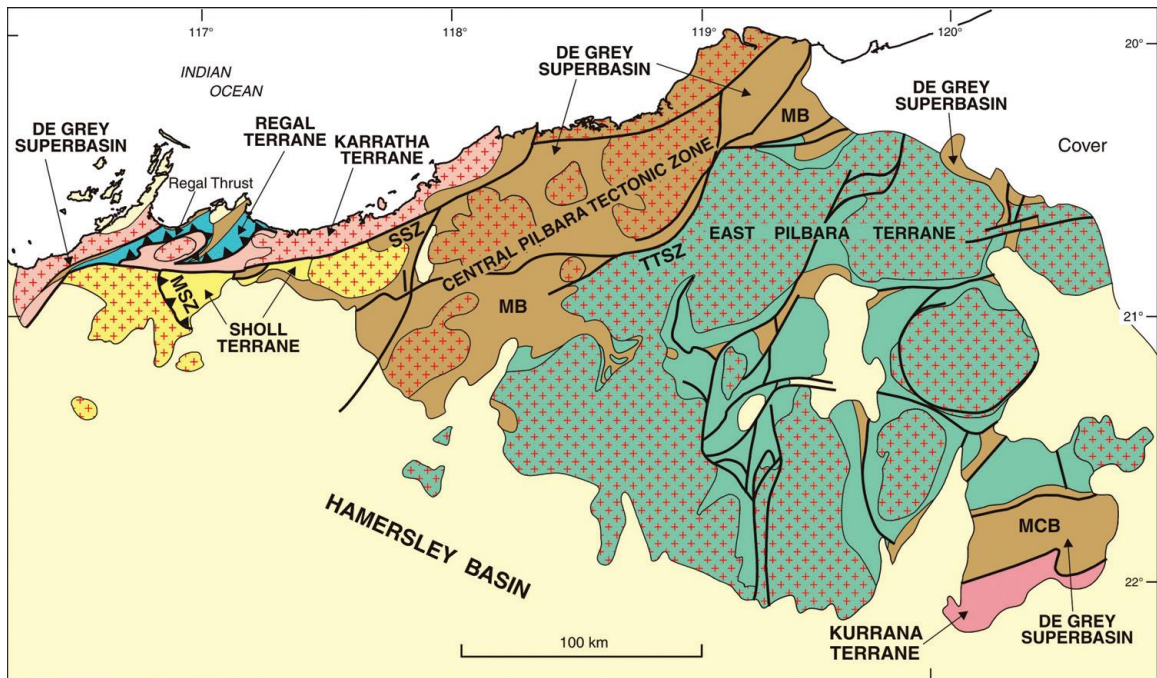 117°
118°
119°
120°
20°
21°
22°
INDIAN
OCEAN
DE GREY
SUPERBASIN
REGAL
TERRANE
KARRATHA
TERRANE
Regal Thrust
DE GREY
SUPERBASIN
MB
DE GREY
SUPERBASIN
Cover
SSZ
CENTRAL PILBARA TECTONIC ZONE
EAST PILBARA TERRANE
TTSZ
MSZ
SHOLL
TERRANE
MB
HAMERSLEY BASIN
MCB
KURRANA
TERRANE
DE GREY
SUPERBASIN
100 km